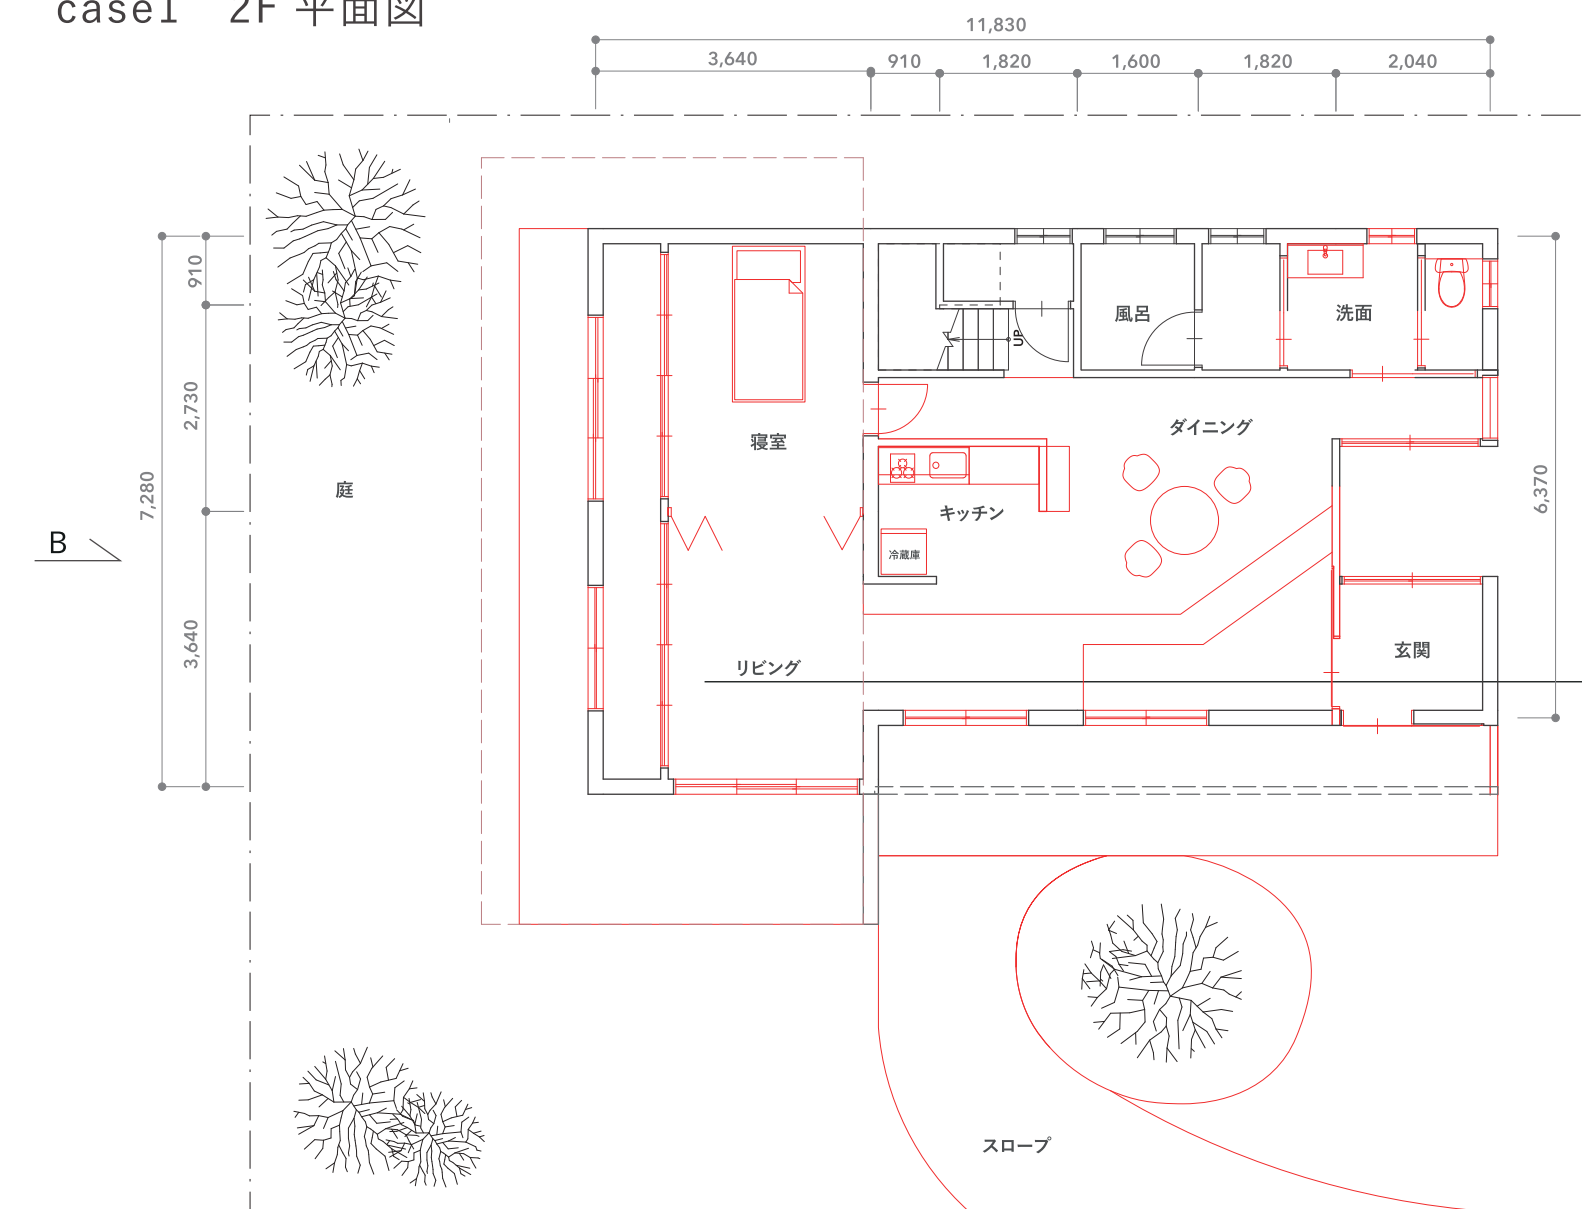 case1 2F 平面図
11,830
3,640
910
1,820
1,600
1,820
2,040
910
2,730
7,280
3,640
6,370
B
庭
寝室
リビング
UP
風呂
洗面
ダイニング
キッチン
冷蔵庫
玄関
スロープ